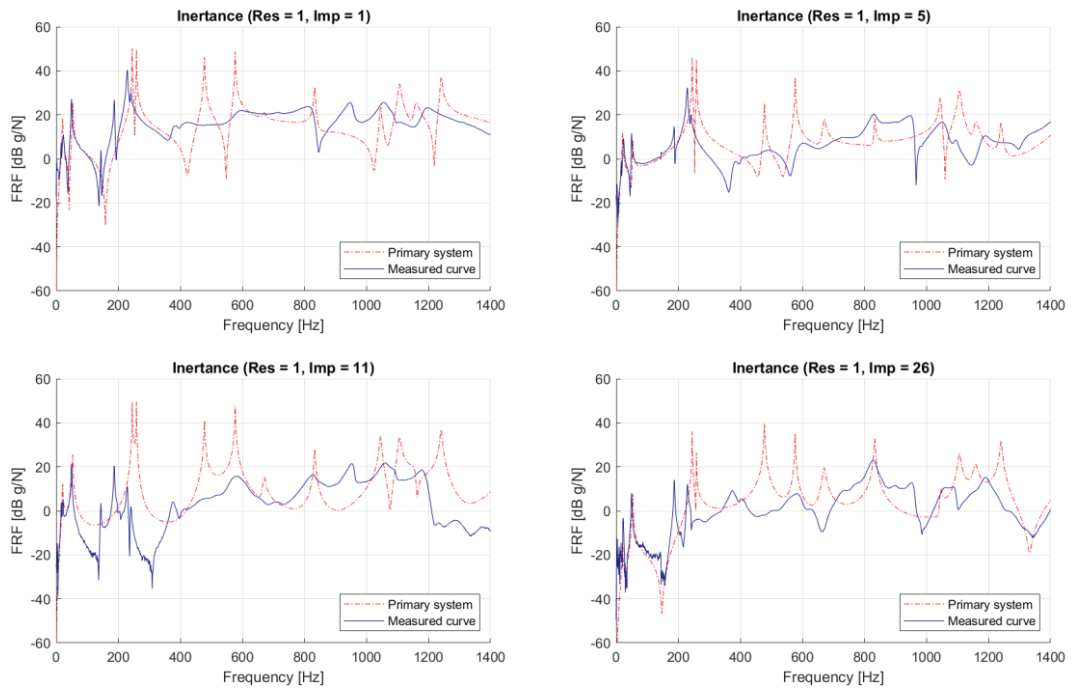 Inertance (Res = 1, Imp = 1)
60
40
20
0
-20
-40
-60
FRF [dB g/N]
0 200 400 600 800 1000 1200 1400
Frequency [Hz]
Primary system
Measured curve
Inertance (Res = 1, Imp = 5)
60
40
20
0
-20
-40
-60
FRF [dB g/N]
0 200 400 600 800 1000 1200 1400
Frequency [Hz]
Primary system
Measured curve
Inertance (Res = 1, Imp = 11)
60
40
20
0
-20
-40
-60
FRF [dB g/N]
0 200 400 600 800 1000 1200 1400
Frequency [Hz]
Primary system
Measured curve
Inertance (Res = 1, Imp = 26)
60
40
20
0
-20
-40
-60
FRF [dB g/N]
0 200 400 600 800 1000 1200 1400
Frequency [Hz]
Primary system
Measured curve